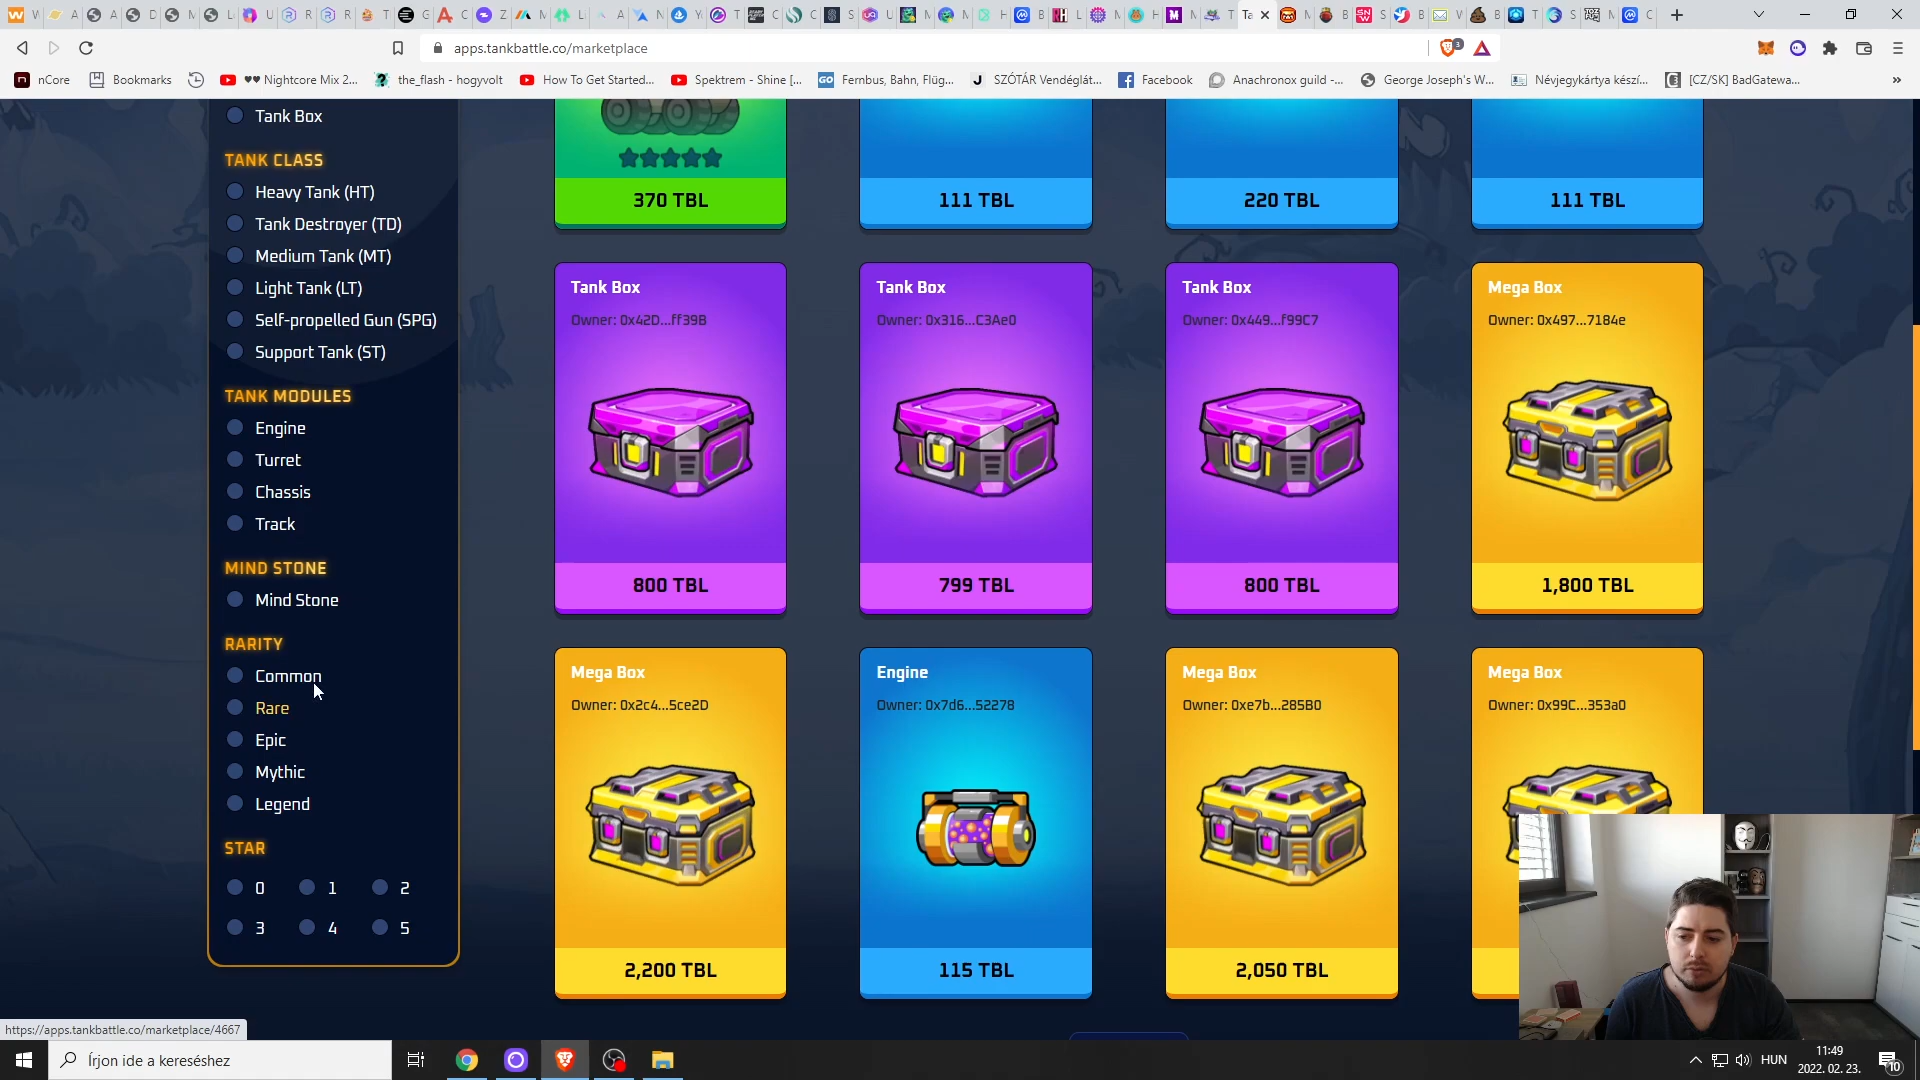 apps.tankbattle.co/marketplace
nCore
Bookmarks
♥♥ Nightcore Mix 2...
the_flash - hogyvolt
How To Get Started...
Spektrem - Shine [...
Fernbus, Bahn, Flüg...
SZÓTÁR Vendéglát...
Facebook
Anachronox guild -...
George Joseph's W...
Névjegykártya készí...
[CZ/SK] BadGatewa...
»
Tank Box
TANK CLASS
Heavy Tank (HT)
Tank Destroyer (TD)
Medium Tank (MT)
Light Tank (LT)
Self-propelled Gun (SPG)
Support Tank (ST)
TANK MODULES
Engine
Turret
Chassis
Track
MIND STONE
Mind Stone
RARITY
Common
Rare
Epic
Mythic
Legend
STAR
0 1 2
3 4 5
370 TBL
111 TBL
220 TBL
111 TBL
Tank Box
Owner: 0x42D...ff39B
800 TBL
Tank Box
Owner: 0x316...C3Ae0
799 TBL
Tank Box
Owner: 0x449...f99C7
800 TBL
Mega Box
Owner: 0x497...7184e
1,800 TBL
Mega Box
Owner: 0x2c4...5ce2D
2,200 TBL
Engine
Owner: 0x7d6...52278
115 TBL
Mega Box
Owner: 0xe7b...285B0
2,050 TBL
Mega Box
Owner: 0x99C...353a0
https://apps.tankbattle.co/marketplace/4667
Írjon ide a kereséshez
HUN
11:49
2022. 02. 23.
10